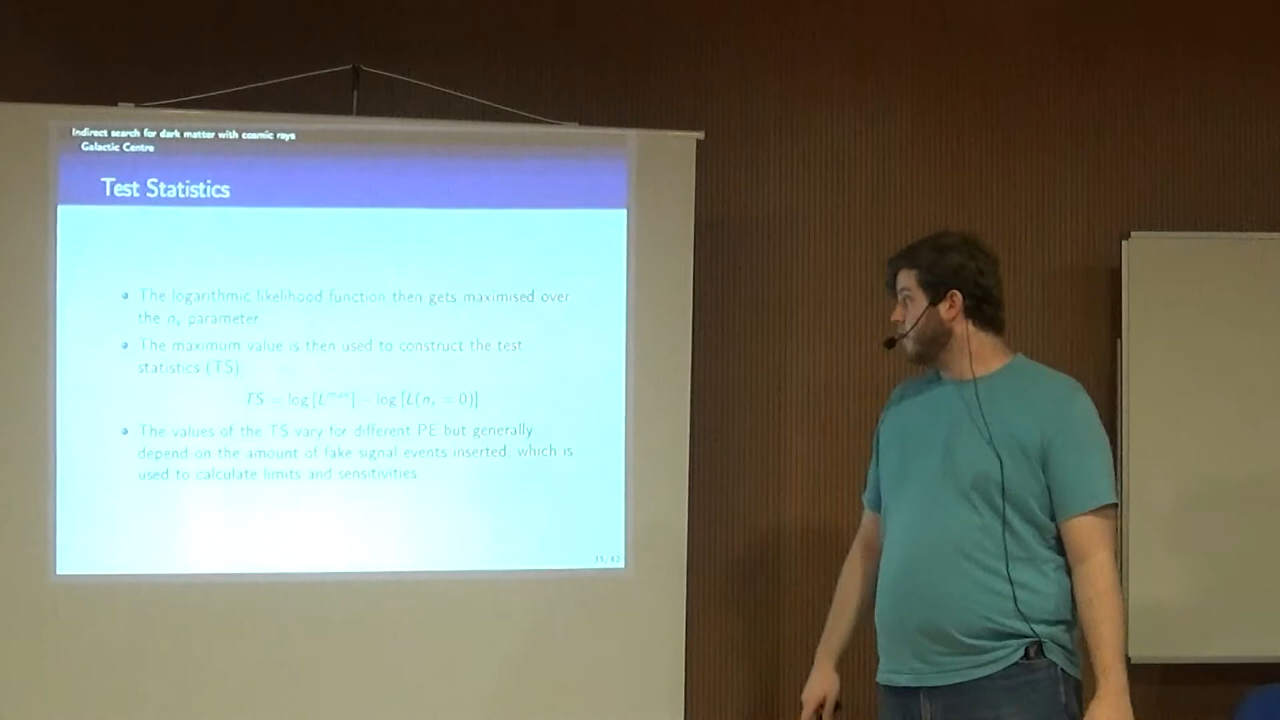 Indirect search for dark matter with cosmic rays
Galactic Centre
Test Statistics
The logarithmic likelihood function then gets maximised over
the n_s parameter
The maximum value is then used to construct the test
statistics (TS)
TS = log [L^max] − log [L(n_s = 0)]
The values of the TS vary for different PE but generally
depend on the amount of fake signal events inserted, which is
used to calculate limits and sensitivities